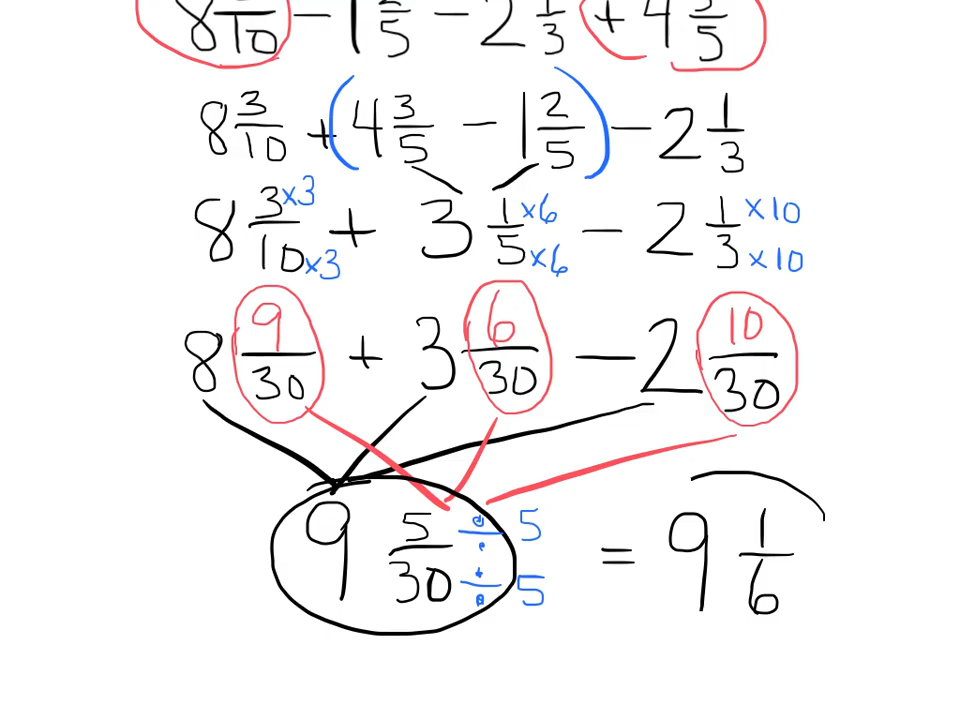 8 /10 - 1 2/5 - 2 1/3 + 4 3/5
8 3/10 + (4 3/5 - 1 2/5) - 2 1/3
8 3×3/10×3 + 3 1×6/5×6 - 2 1×10/3×10
8 9/30 + 3 6/30 - 2 10/30
9 5/30 ÷ 5/÷ 5 = 9 1/6